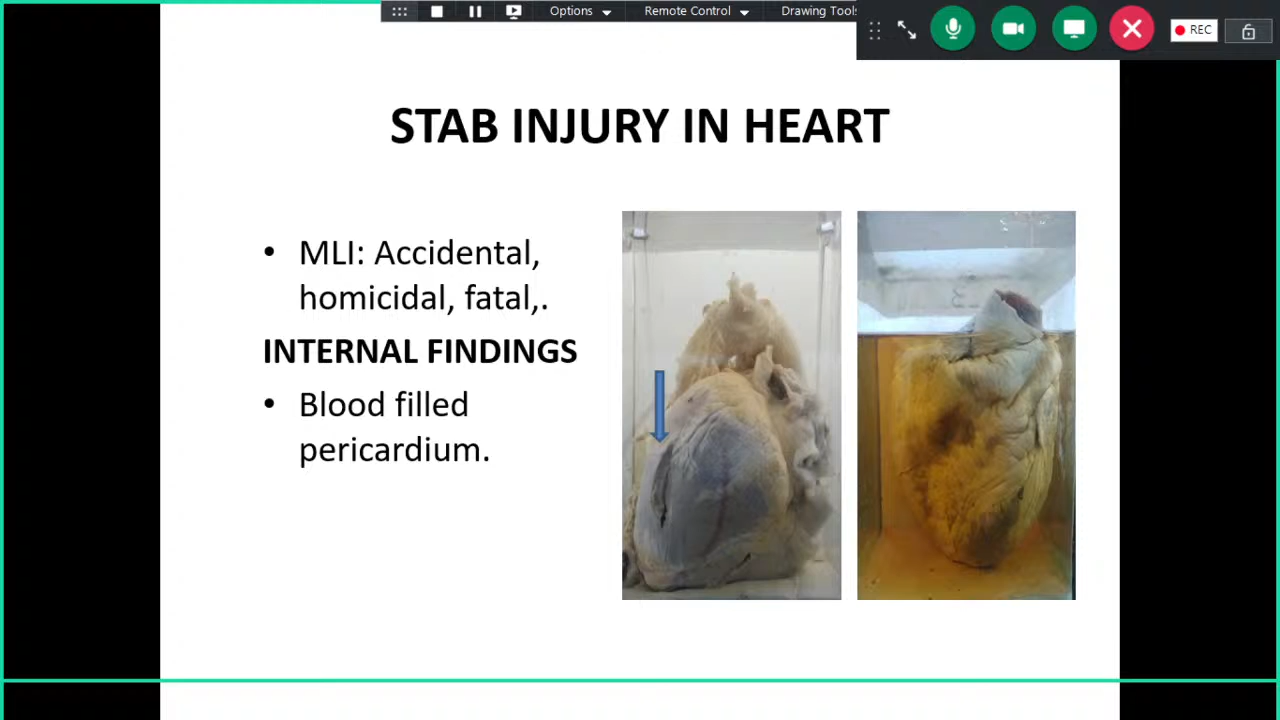 Options
Remote Control
Drawing Tools
REC
STAB INJURY IN HEART
• MLI: Accidental,
homicidal, fatal,.
INTERNAL FINDINGS
• Blood filled
pericardium.